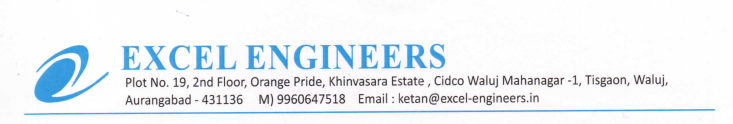 EXCEL ENGINEERS
Plot No. 19, 2nd Floor, Orange Pride, Khinvasara Estate , Cidco Waluj Mahanagar -1, Tisgaon, Waluj,
Aurangabad - 431136 M) 9960647518 Email : ketan@excel-engineers.in